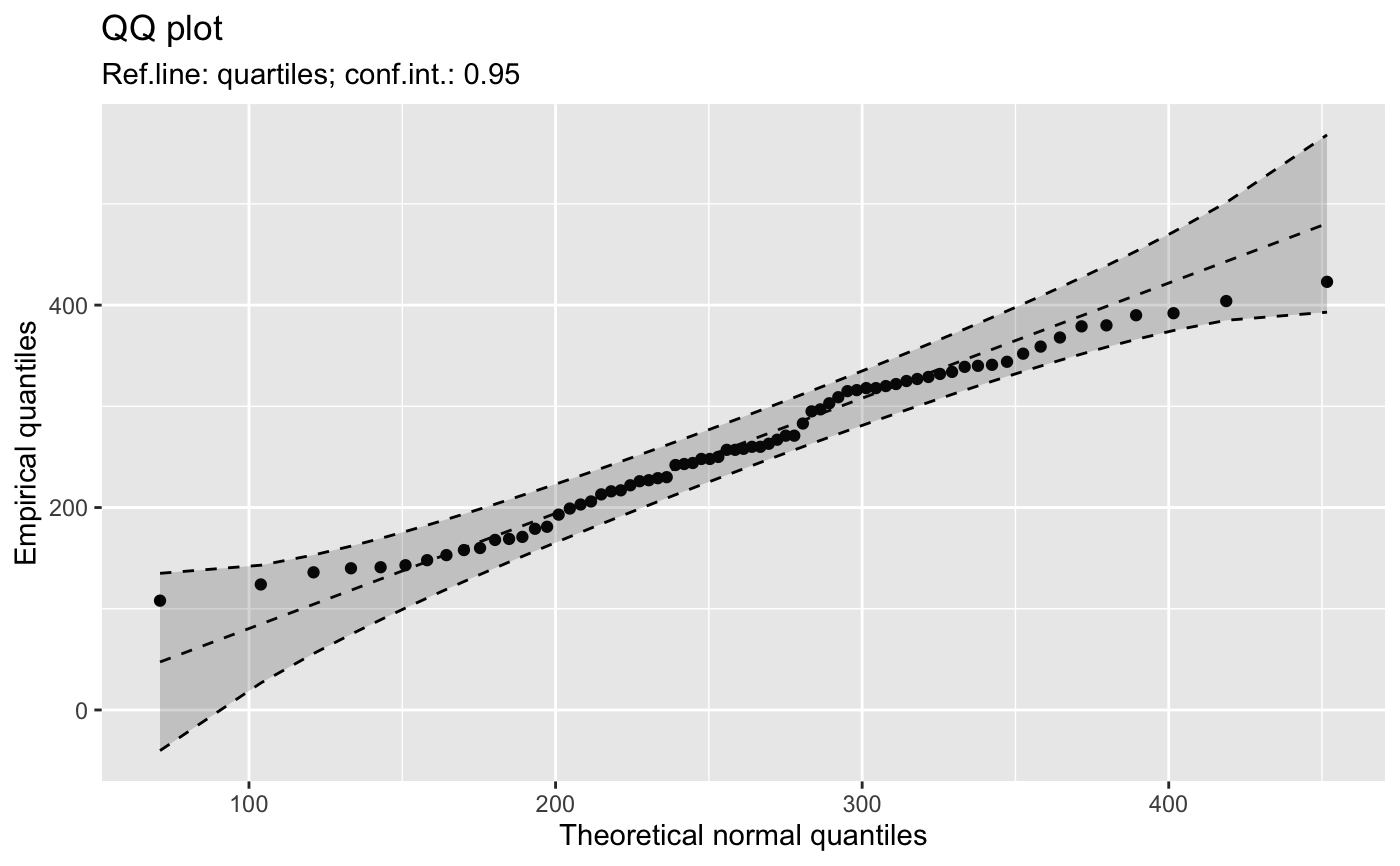 QQ plot
Ref.line: quartiles; conf.int.: 0.95
Empirical quantiles
400
200
0
100
200
300
400
Theoretical normal quantiles